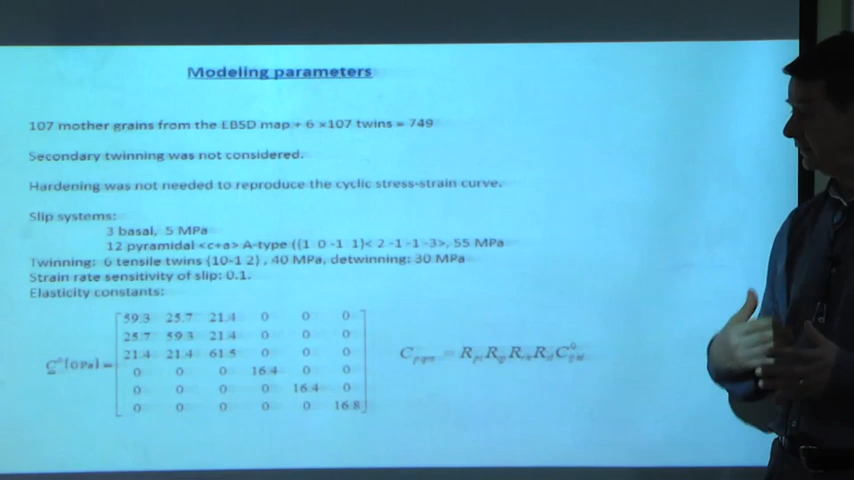 Modeling parameters
107 mother grains from the EBSD map + 6 ×107 twins = 749
Secondary twinning was not considered.
Hardening was not needed to reproduce the cyclic stress-strain curve.
Slip systems:
3 basal, 5 MPa
12 pyramidal <c+a> A-type ((1 0 -1 1)< 2 -1 -1 -3>, 55 MPa
Twinning: 6 tensile twins (10-1 2) , 40 MPa, detwinning: 30 MPa
Strain rate sensitivity of slip: 0.1.
Elasticity constants:
59.3 25.7 21.4 0 0 0
25.7 59.3 21.4 0 0 0
21.4 21.4 61.5 0 0 0
C⁰[GPa]=
0 0 0 16.4 0 0
0 0 0 0 16.4 0
0 0 0 0 0 16.8